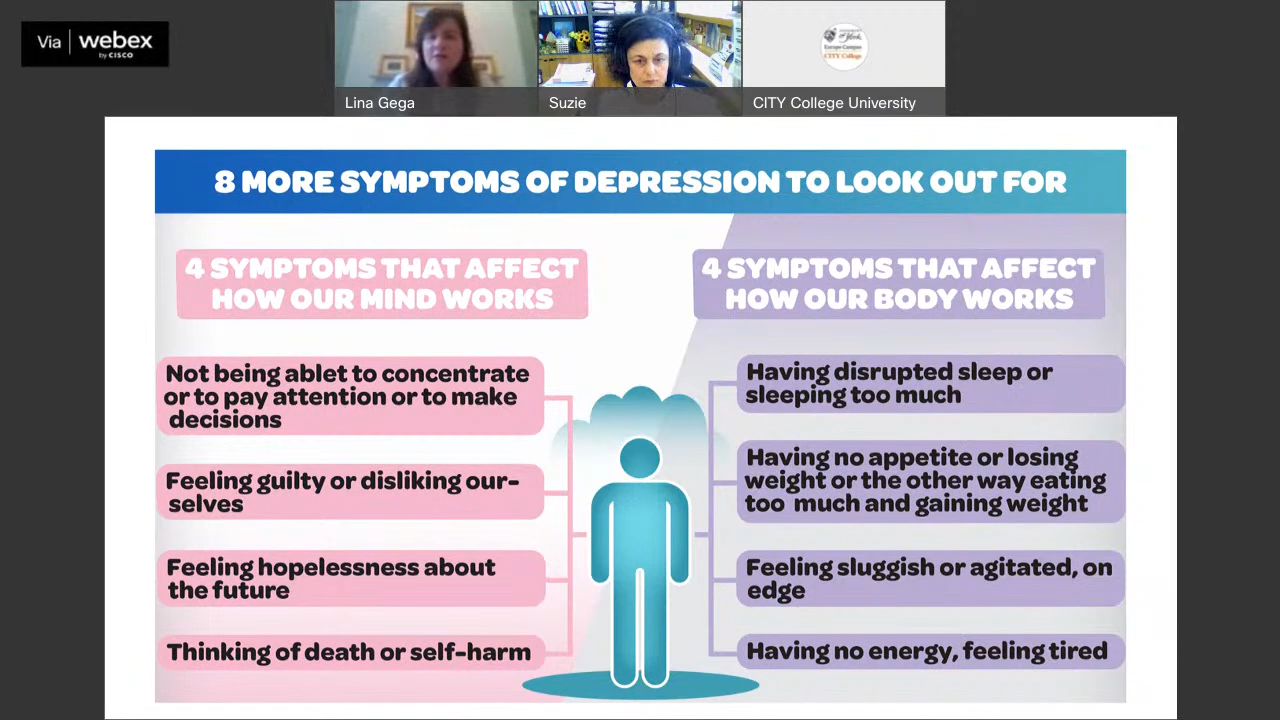 Via webex
by CISCO
Lina Gega
Suzie
Europe Campus
CITY College
CITY College University
8 MORE SYMPTOMS OF DEPRESSION TO LOOK OUT FOR
4 SYMPTOMS THAT AFFECT
HOW OUR MIND WORKS
Not being ablet to concentrate
or to pay attention or to make
decisions
Feeling guilty or disliking our-
selves
Feeling hopelessness about
the future
Thinking of death or self-harm
4 SYMPTOMS THAT AFFECT
HOW OUR BODY WORKS
Having disrupted sleep or
sleeping too much
Having no appetite or losing
weight or the other way eating
too much and gaining weight
Feeling sluggish or agitated, on
edge
Having no energy, feeling tired